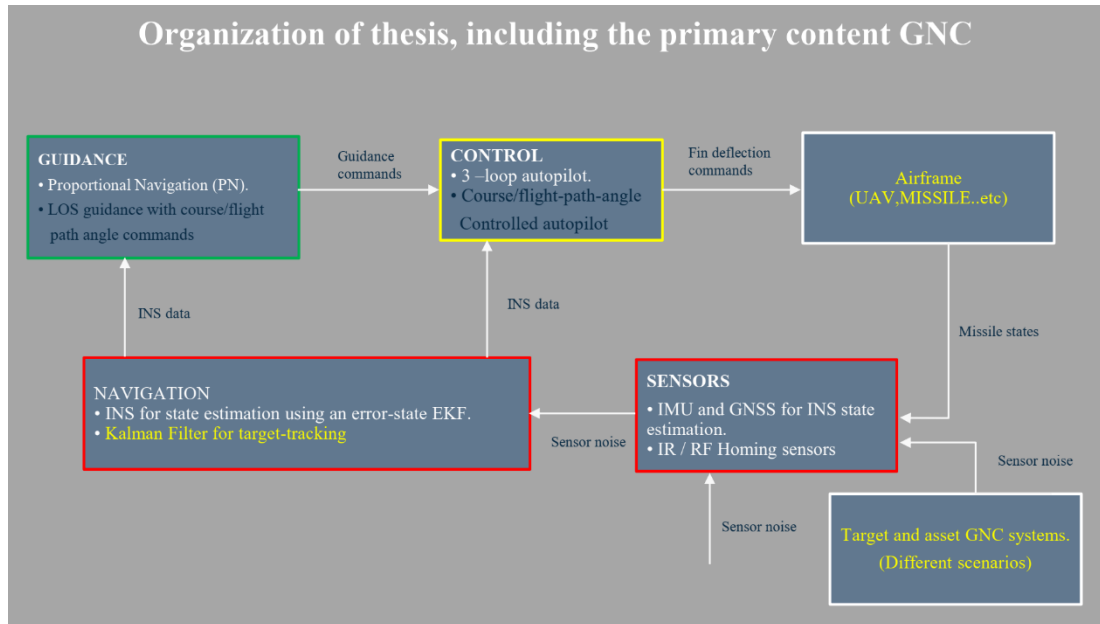 Organization of thesis, including the primary content GNC
GUIDANCE
• Proportional Navigation (PN).
• LOS guidance with course/flight
path angle commands
Guidance
commands
CONTROL
• 3 –loop autopilot.
• Course/flight-path-angle
Controlled autopilot
Fin deflection
commands
Airframe
(UAV,MISSILE..etc)
INS data
INS data
Missile states
NAVIGATION
• INS for state estimation using an error-state EKF.
• Kalman Filter for target-tracking
Sensor noise
SENSORS
• IMU and GNSS for INS state
estimation.
• IR / RF Homing sensors
Sensor noise
Sensor noise
Target and asset GNC systems.
(Different scenarios)